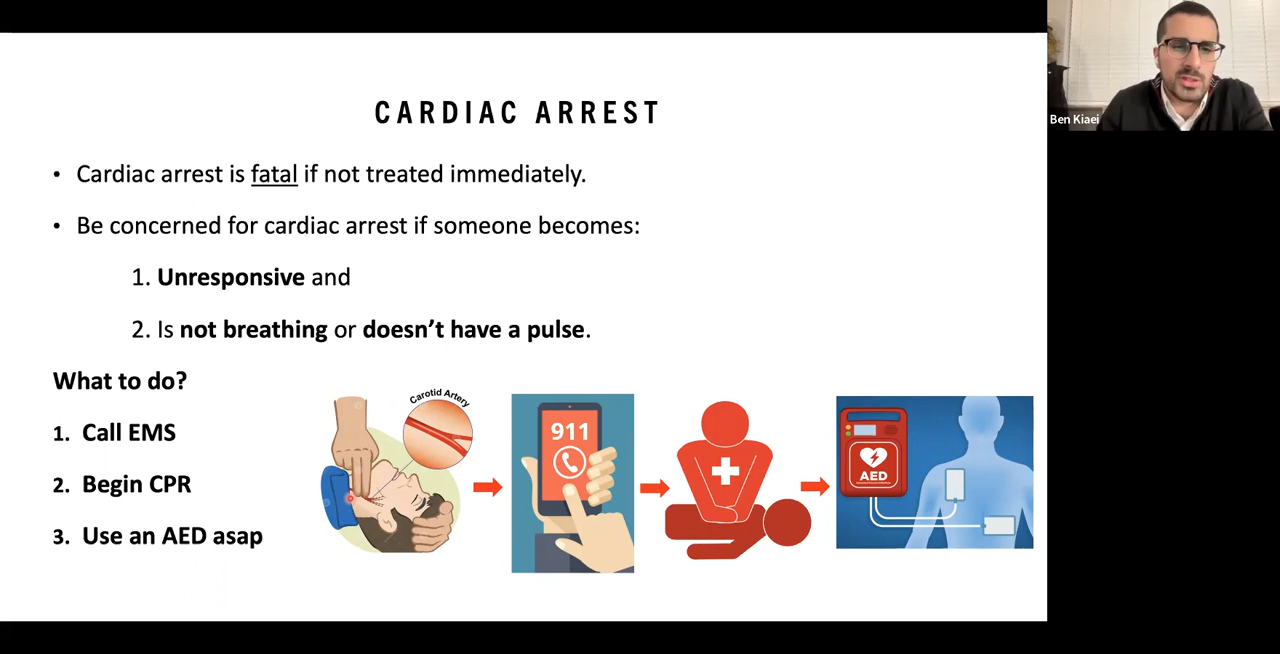 CARDIAC ARREST
• Cardiac arrest is fatal if not treated immediately.
• Be concerned for cardiac arrest if someone becomes:
1. Unresponsive and
2. Is not breathing or doesn’t have a pulse.
What to do?
1. Call EMS
2. Begin CPR
3. Use an AED asap
Carotid Artery
911
AED
Ben Kiaei